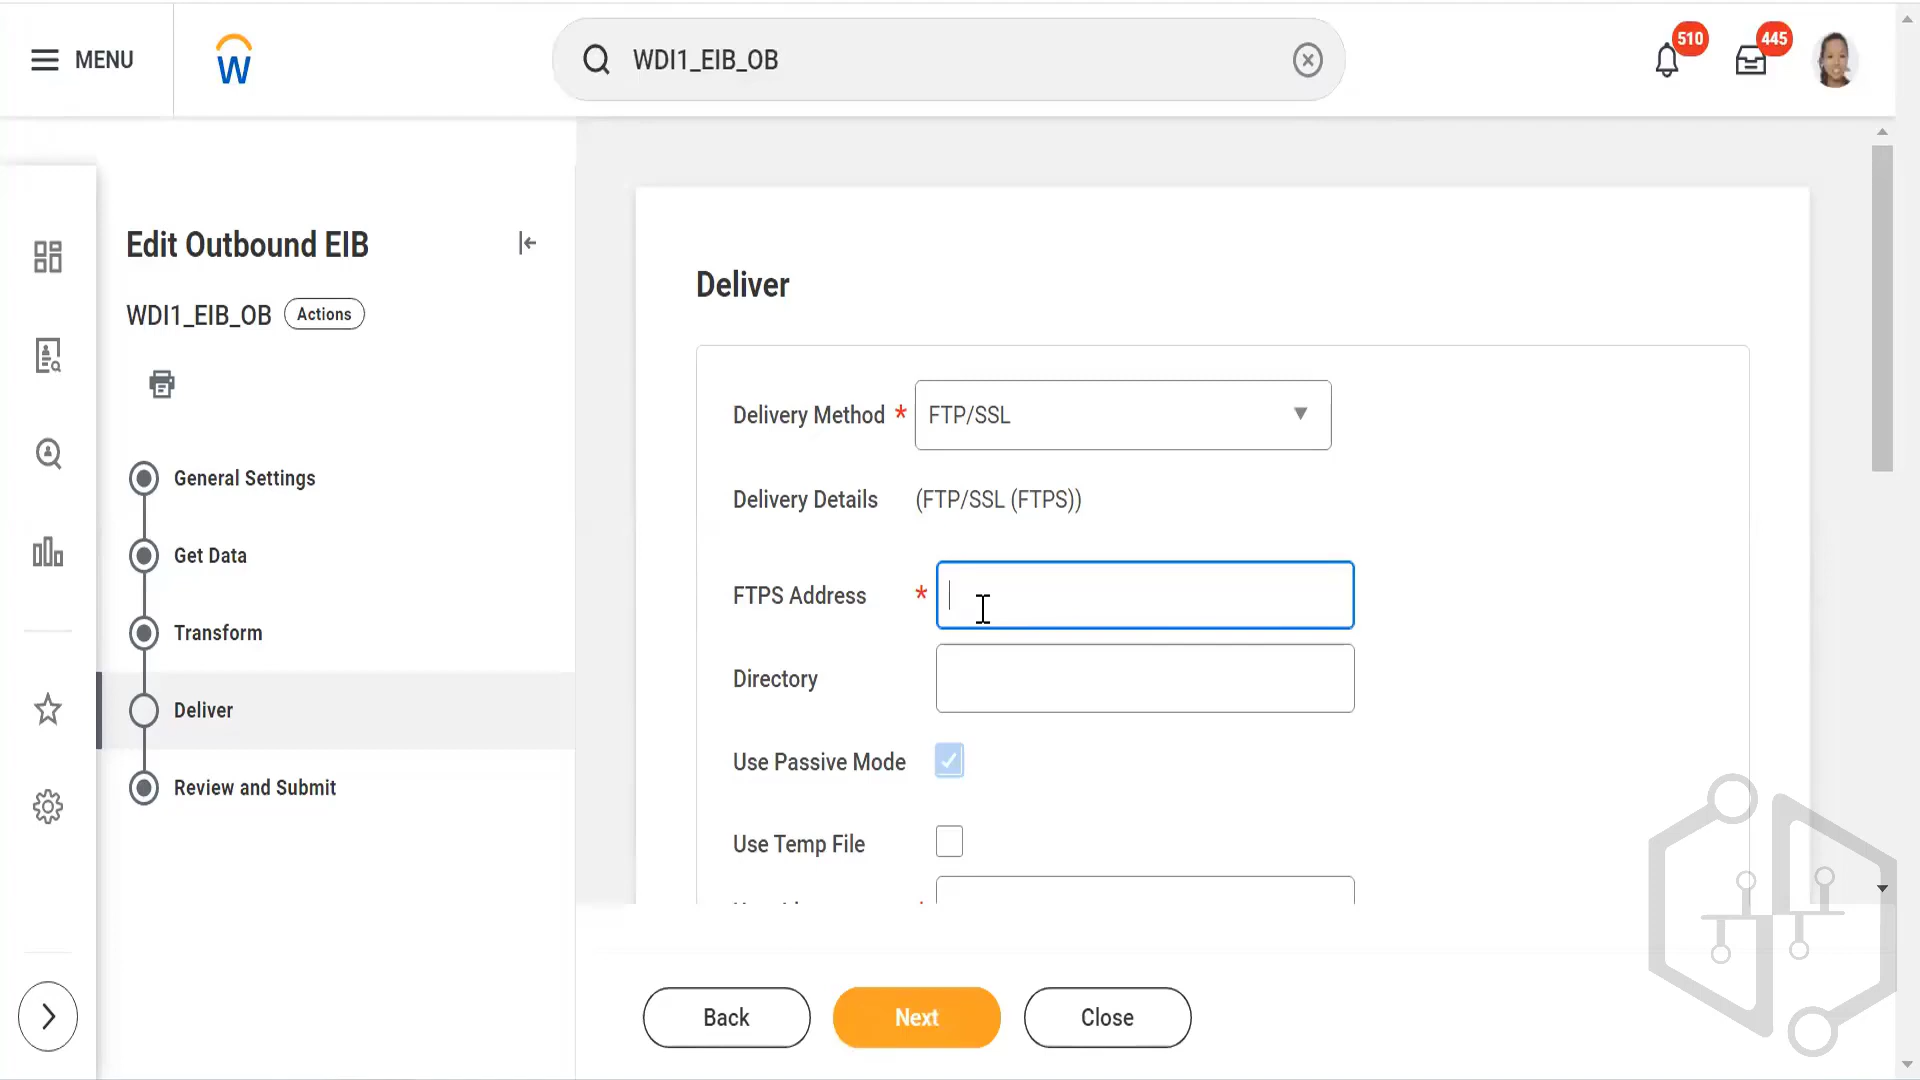 MENU
W
WDI1_EIB_OB
510
445
Edit Outbound EIB
WDI1_EIB_OB
Actions
General Settings
Get Data
Transform
Deliver
Review and Submit
Deliver
Delivery Method * FTP/SSL
Delivery Details (FTP/SSL (FTPS))
FTPS Address *
Directory
Use Passive Mode
Use Temp File
Back
Next
Close